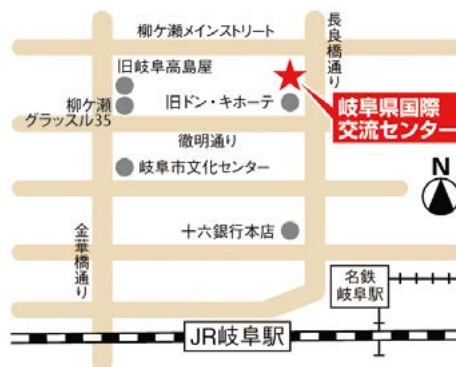 柳ケ瀬メインストリート
長良橋通り
旧岐阜高島屋
柳ケ瀬
グラッスル35
旧ドン・キホーテ
岐阜県国際
交流センター
徹明通り
岐阜市文化センター
N
金華橋通り
十六銀行本店
名鉄
岐阜駅
JR岐阜駅